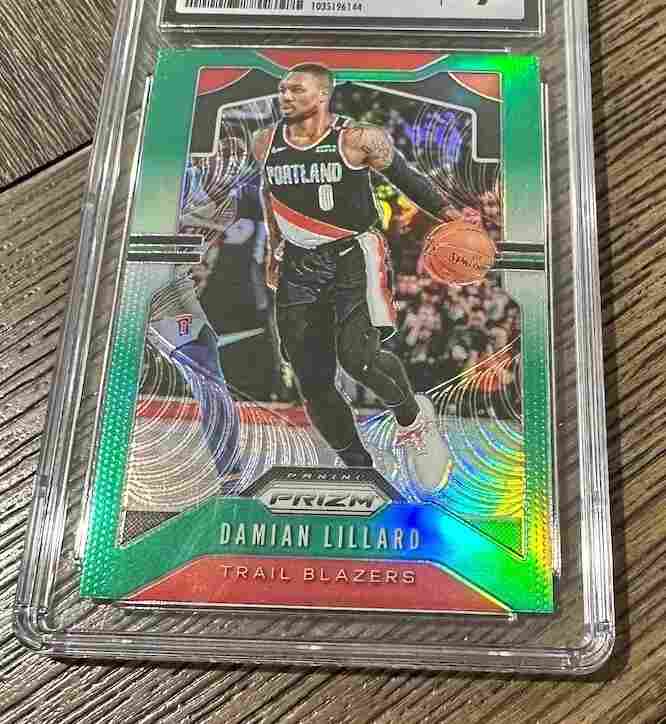 1035196144
PORTLAND
0
PANINI
PRIZM
DAMIAN LILLARD
TRAIL BLAZERS